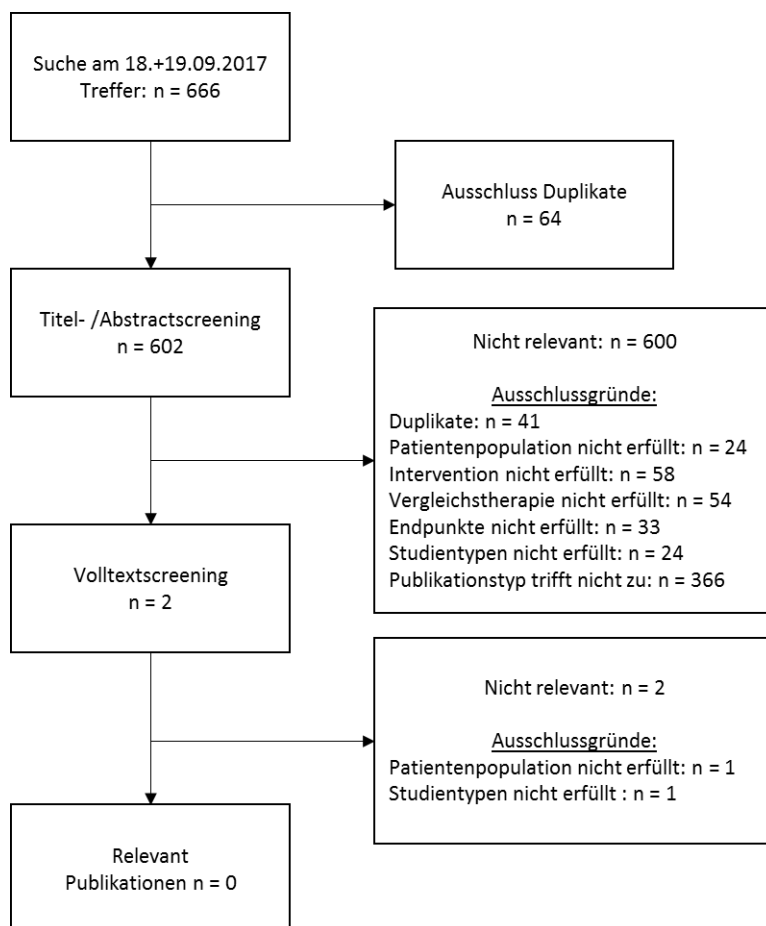 Suche am 18.+19.09.2017
Treffer: n = 666
Ausschluss Duplikate
n = 64
Titel- /Abstractscreening
n = 602
Nicht relevant: n = 600
Ausschlussgründe:
Duplikate: n = 41
Patientenpopulation nicht erfüllt: n = 24
Intervention nicht erfüllt: n = 58
Vergleichstherapie nicht erfüllt: n = 54
Endpunkte nicht erfüllt: n = 33
Studientypen nicht erfüllt: n = 24
Publikationstyp trifft nicht zu: n = 366
Volltextscreening
n = 2
Nicht relevant: n = 2
Ausschlussgründe:
Patientenpopulation nicht erfüllt: n = 1
Studientypen nicht erfüllt : n = 1
Relevant
Publikationen n = 0